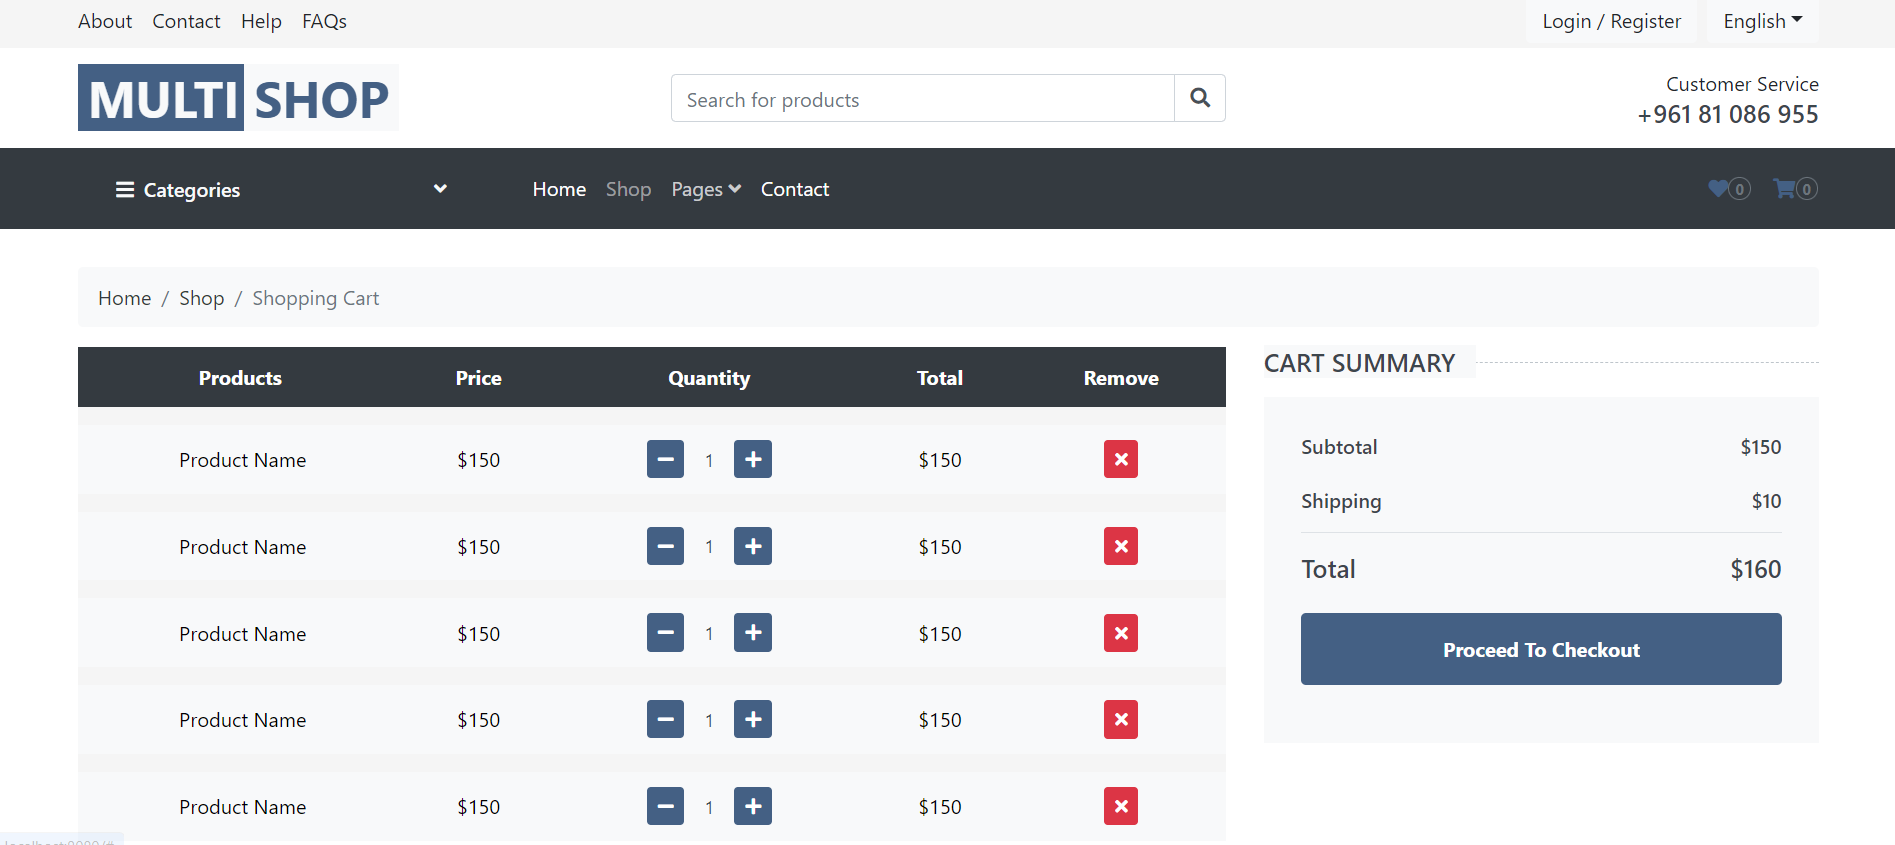 About Contact Help FAQs Login / Register English
MULTI SHOP
Search for products
Customer Service
+961 81 086 955
Categories Home Shop Pages Contact 0 0
Home / Shop / Shopping Cart
Products Price Quantity Total Remove
Product Name $150 1 $150
Product Name $150 1 $150
Product Name $150 1 $150
Product Name $150 1 $150
Product Name $150 1 $150
CART SUMMARY
Subtotal $150
Shipping $10
Total $160
Proceed To Checkout